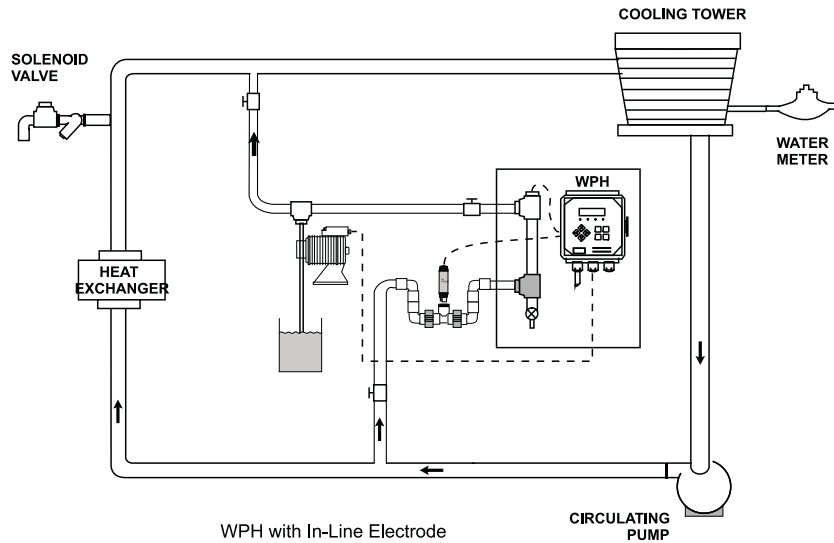 COOLING TOWER
SOLENOID
VALVE
WATER
METER
WPH
HEAT
EXCHANGER
WPH with In-Line Electrode
CIRCULATING
PUMP